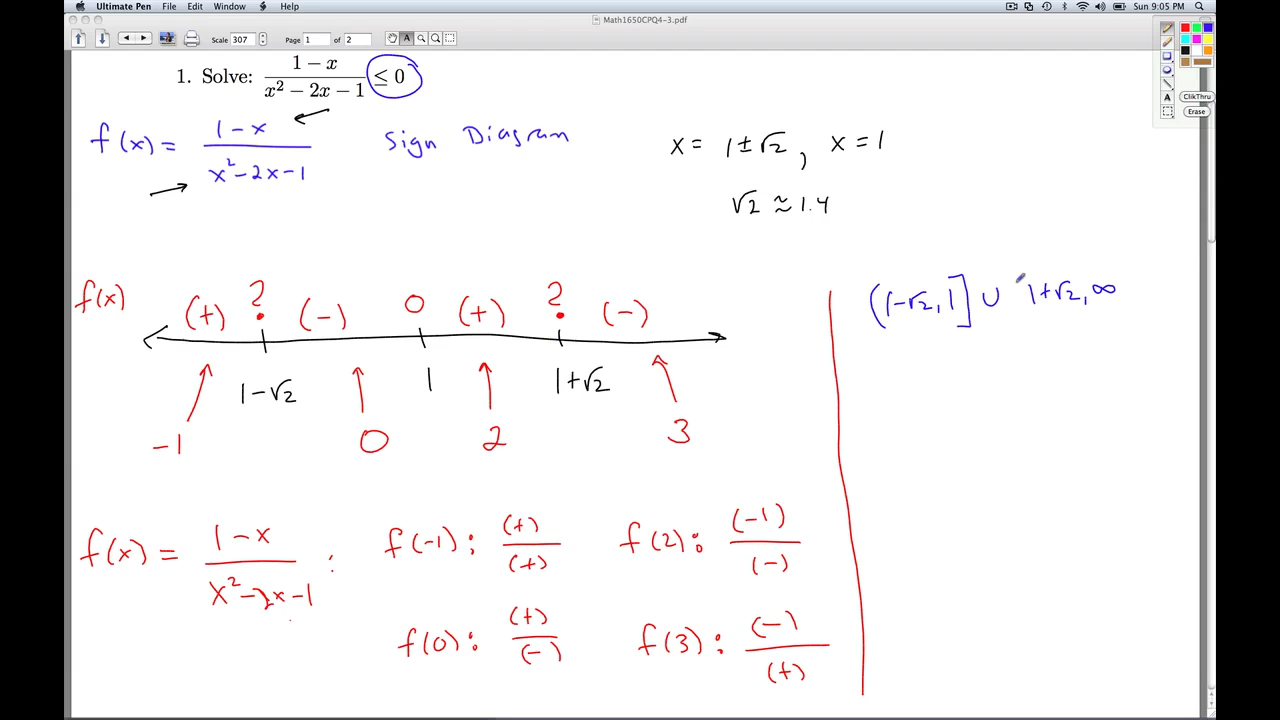 Ultimate Pen File Edit Window Help Sun 9:05 PM
Math1650CPQ4-3.pdf
Scale 307 Page 1 of 2
A
ClikThru
Erase
1. Solve: (1 − x)/(x² − 2x − 1) ≤ 0
f(x) = (1 − x)/(x² − 2x − 1) Sign Diagram x = 1 ± √2, x = 1
√2 ≈ 1.4
f(x) (+) ? (−) 0 (+) ? (−)
(1−√2, 1] ∪ 1+√2, ∞
1−√2 1 1+√2
−1 0 2 3
f(x) = (1 − x)/(x² − 2x − 1) : f(−1): (+)/(+) f(2): (−1)/(−)
f(0): (+)/(−) f(3): (−)/(+)